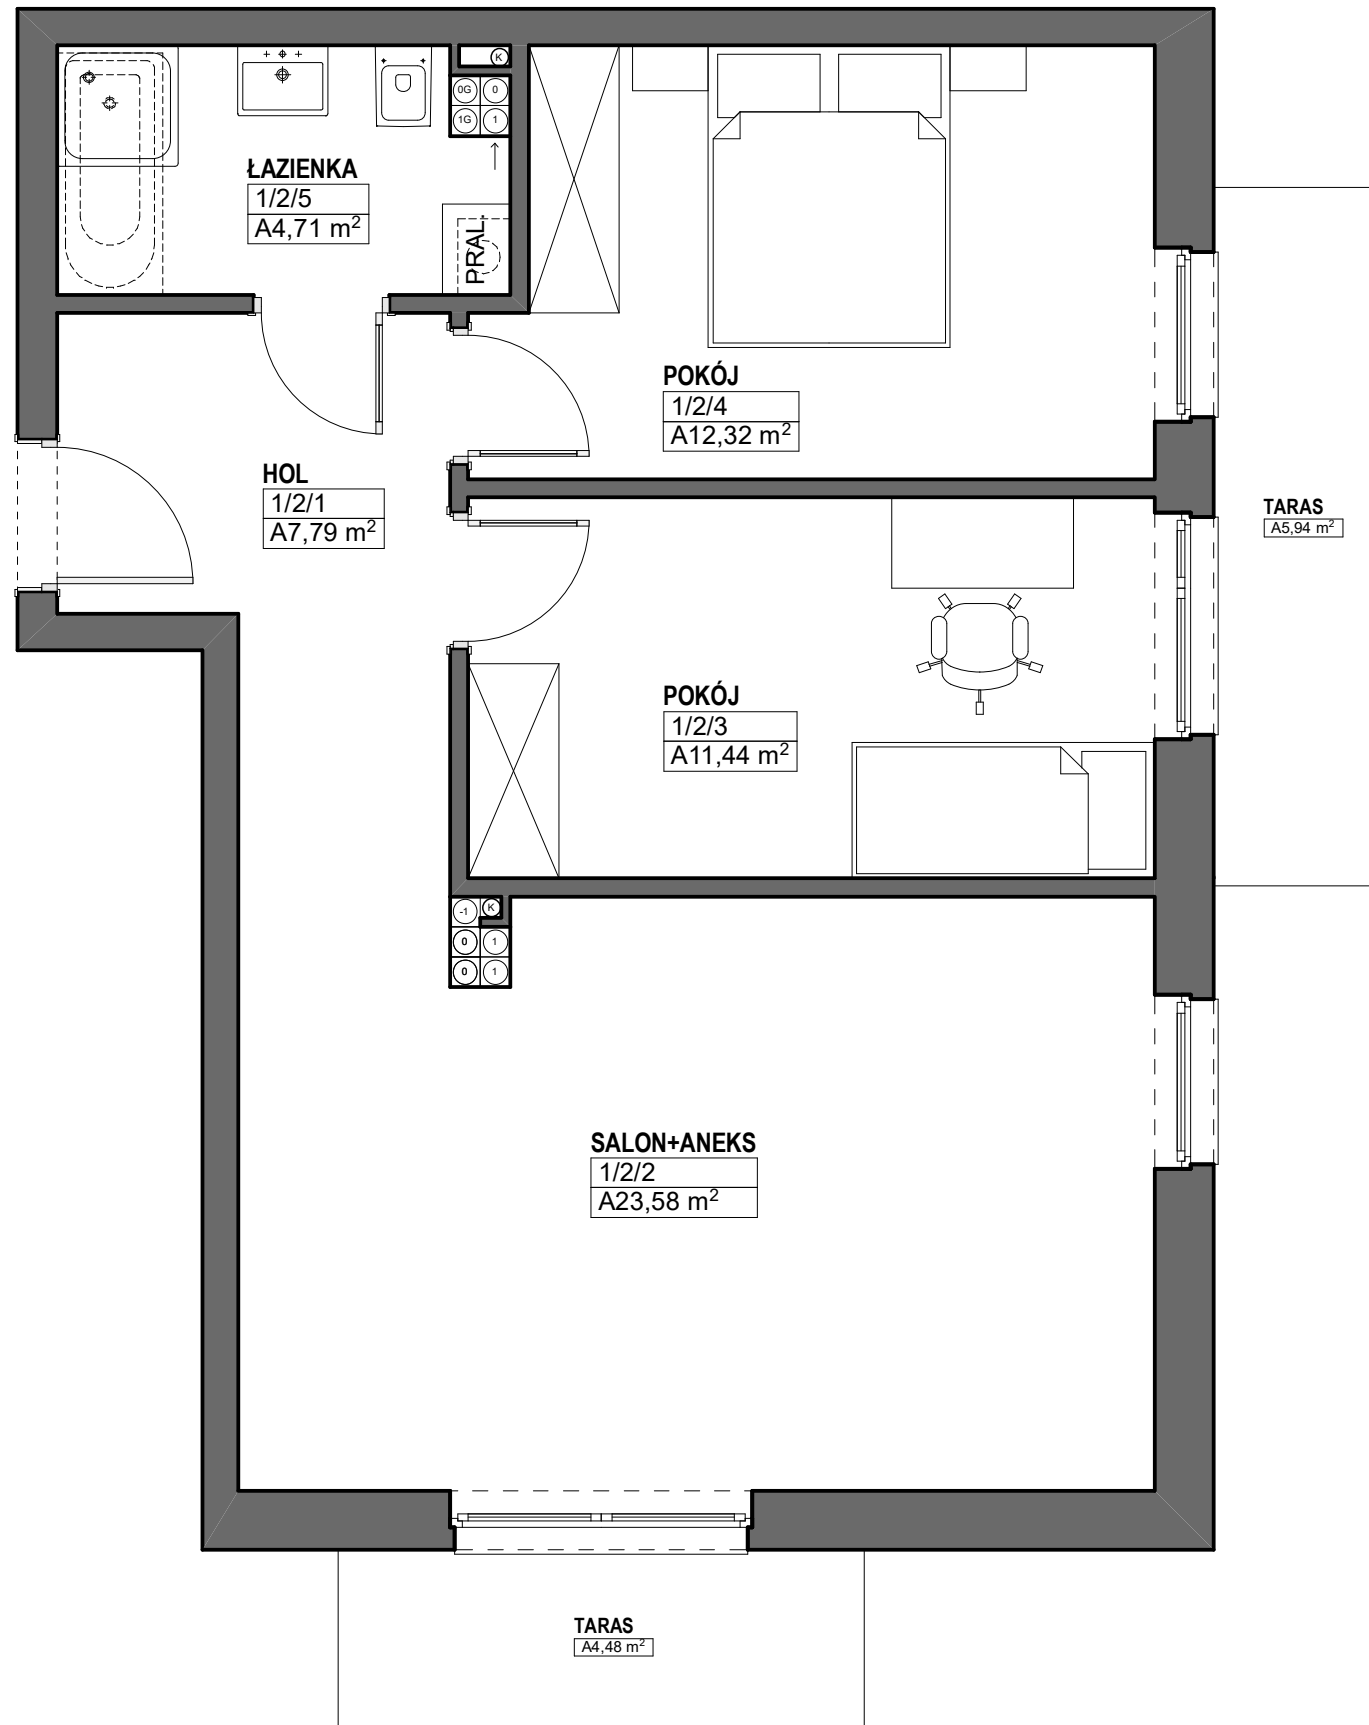 K
0G 0
1G 1
ŁAZIENKA
1/2/5
A4,71 m²
PRAL.
POKÓJ
1/2/4
A12,32 m²
HOL
1/2/1
A7,79 m²
TARAS
A5,94 m²
POKÓJ
1/2/3
A11,44 m²
-1 K
0 1
0 1
SALON+ANEKS
1/2/2
A23,58 m²
TARAS
A4,48 m²